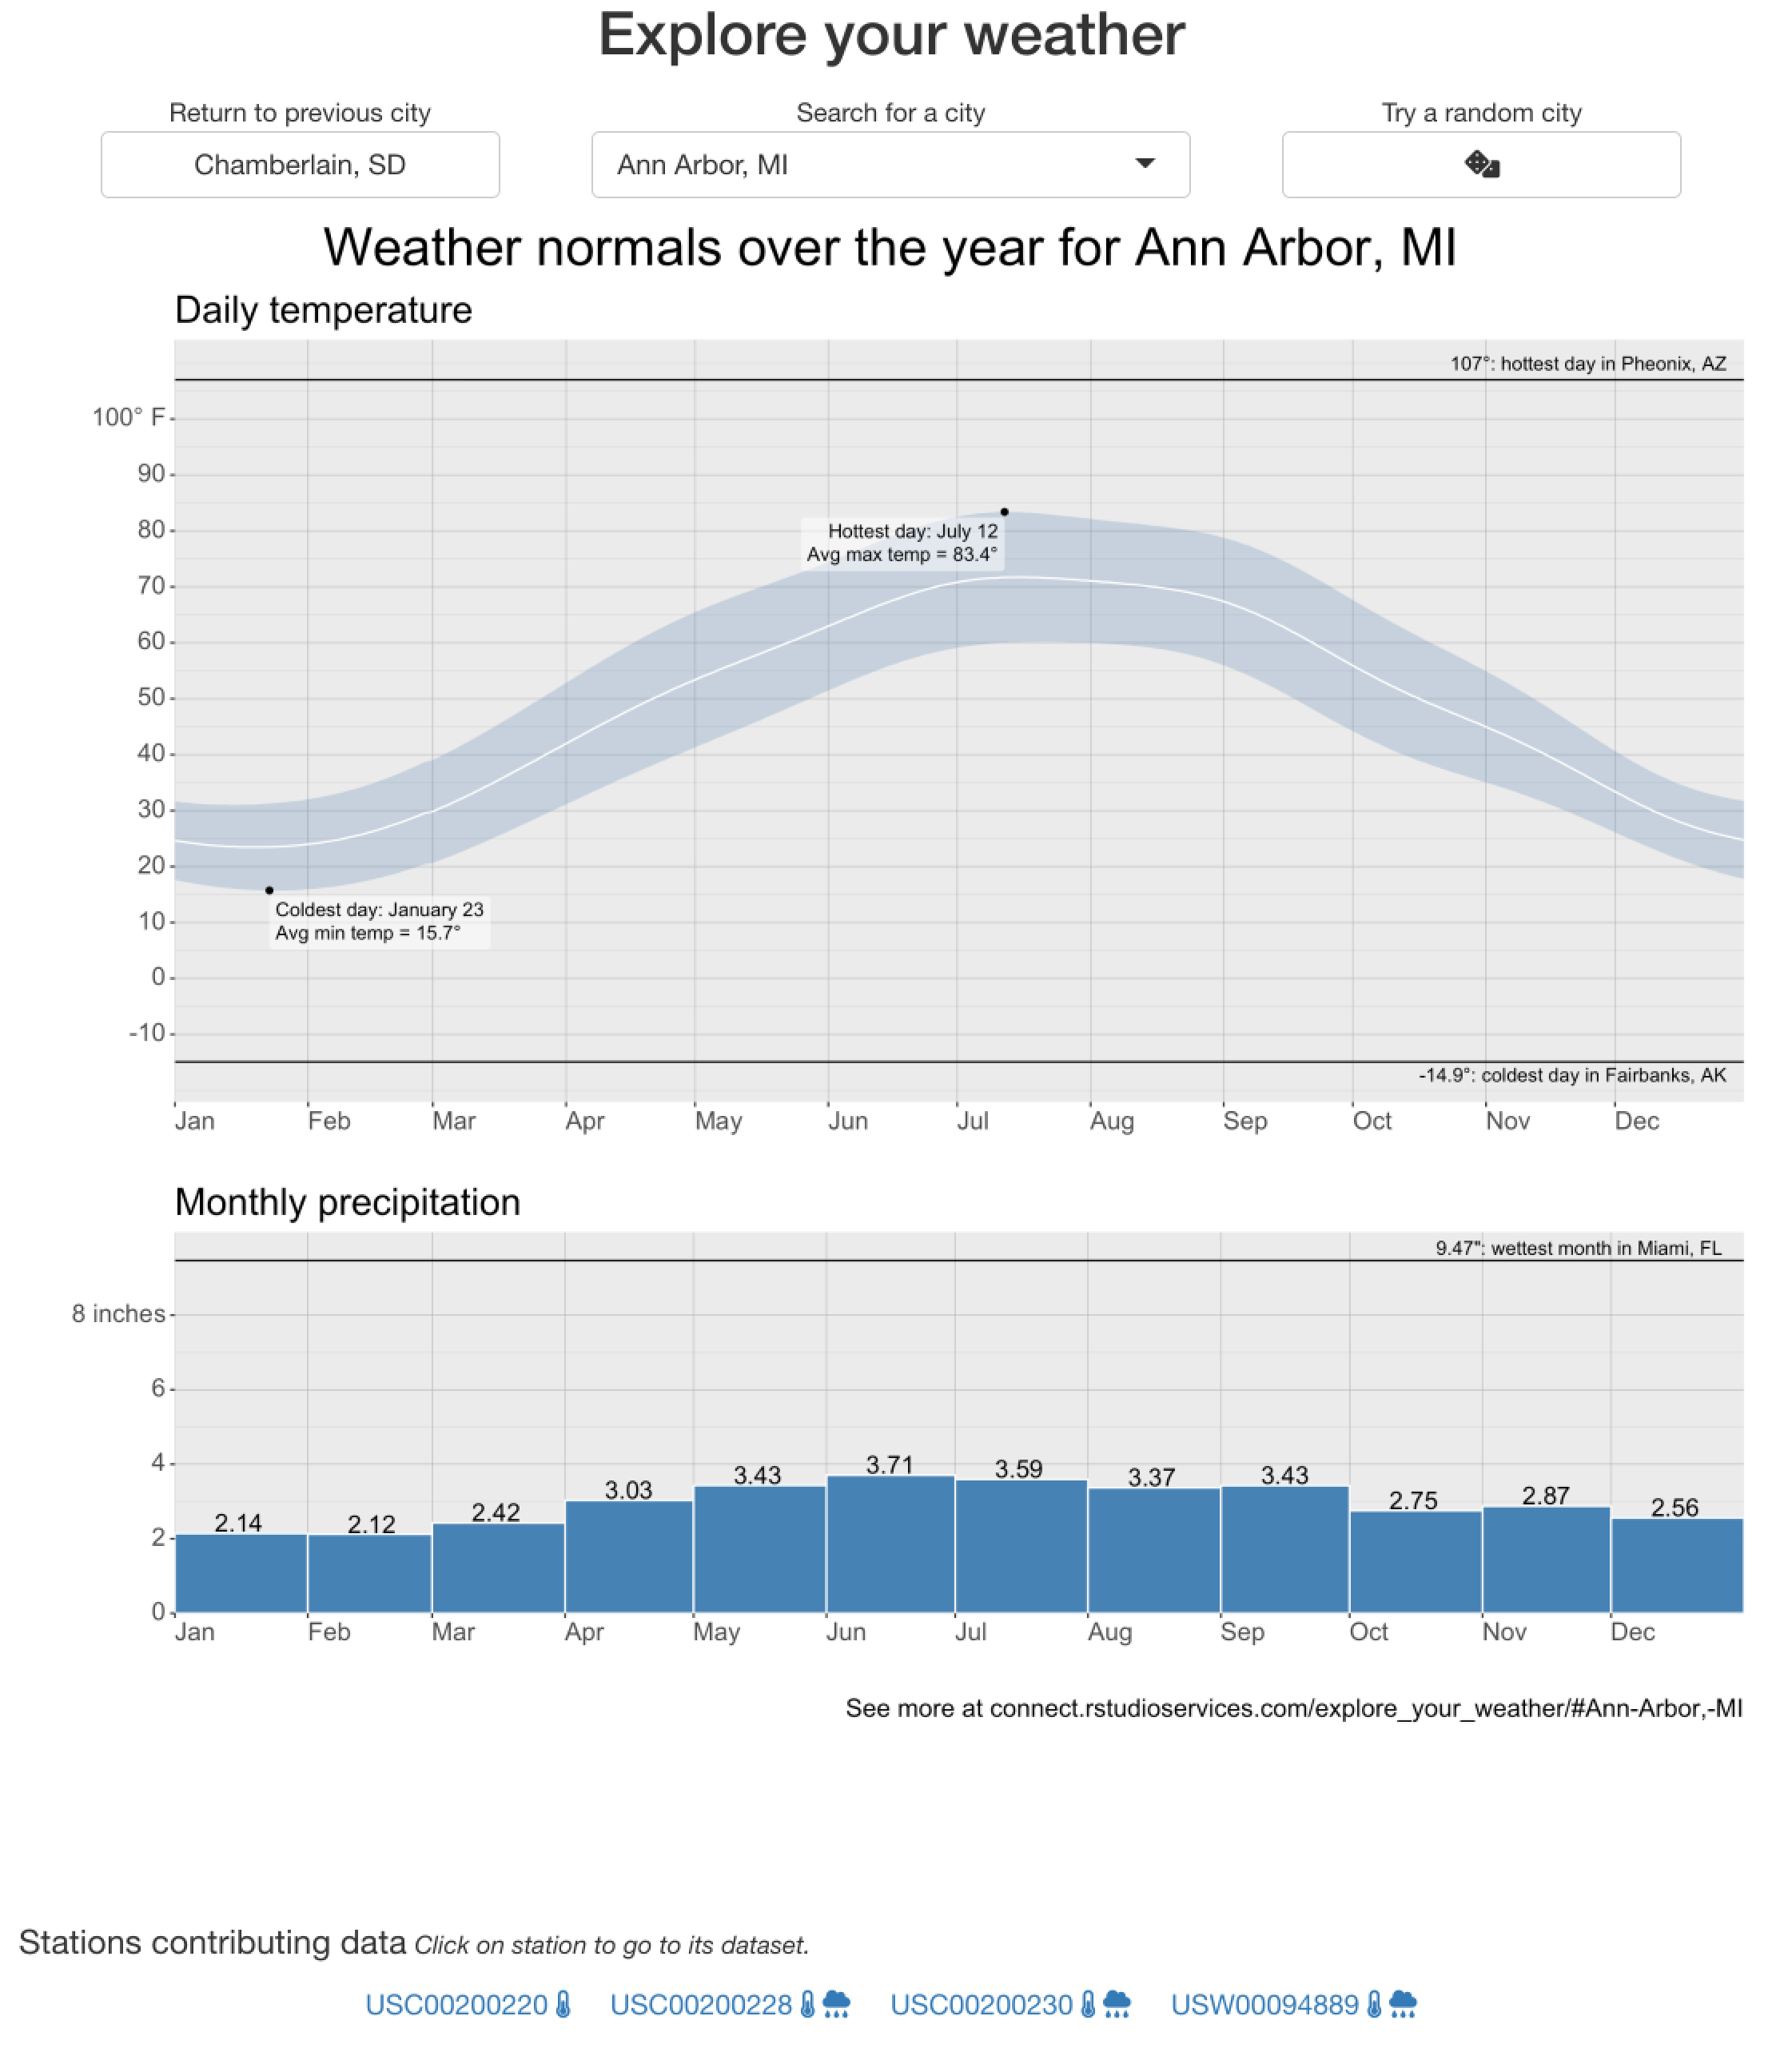 Explore your weather
Return to previous city
Search for a city
Try a random city
Chamberlain, SD
Ann Arbor, MI
Weather normals over the year for Ann Arbor, MI
Daily temperature
107°: hottest day in Pheonix, AZ
100° F
90
80
70
60
50
40
30
20
10
0
-10
Hottest day: July 12
Avg max temp = 83.4°
Coldest day: January 23
Avg min temp = 15.7°
-14.9°: coldest day in Fairbanks, AK
Jan Feb Mar Apr May Jun Jul Aug Sep Oct Nov Dec
Monthly precipitation
9.47": wettest month in Miami, FL
8 inches
6
4
2
0
2.14 2.12 2.42 3.03 3.43 3.71 3.59 3.37 3.43 2.75 2.87 2.56
Jan Feb Mar Apr May Jun Jul Aug Sep Oct Nov Dec
See more at connect.rstudioservices.com/explore_your_weather/#Ann-Arbor,-MI
Stations contributing data Click on station to go to its dataset.
USC00200220 USC00200228 USC00200230 USW00094889